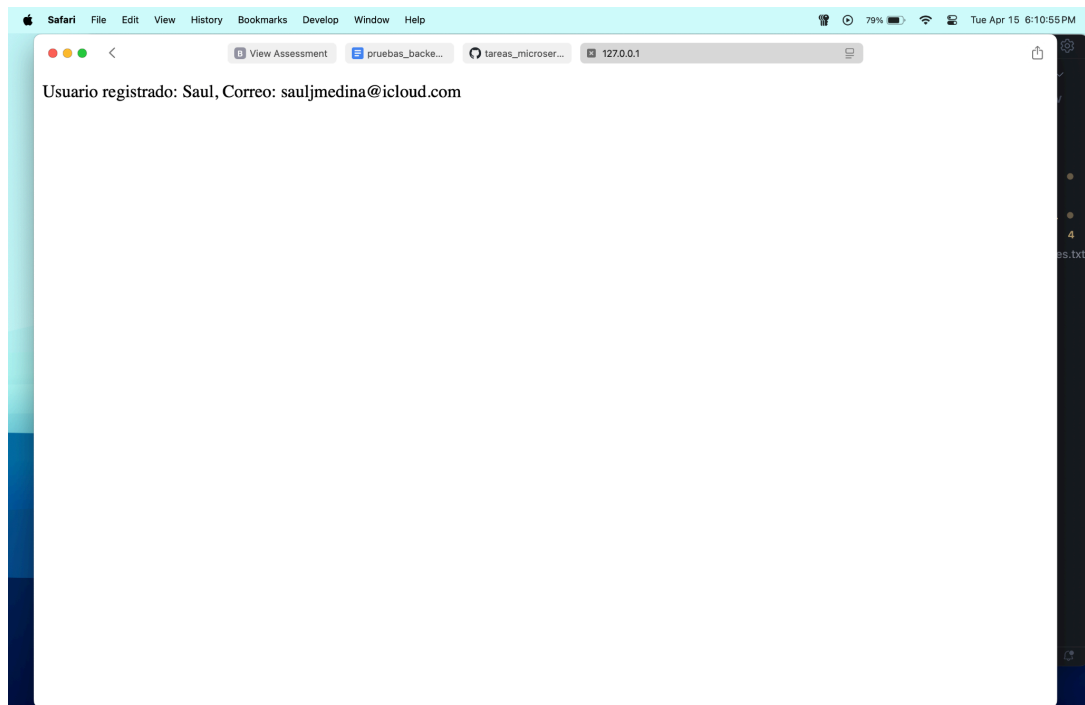 Safari File Edit View History Bookmarks Develop Window Help 79% Tue Apr 15 6:10:55 PM
B View Assessment pruebas_backe... tareas_microser... 127.0.0.1
Usuario registrado: Saul, Correo: sauljmedina@icloud.com
4
es.txt